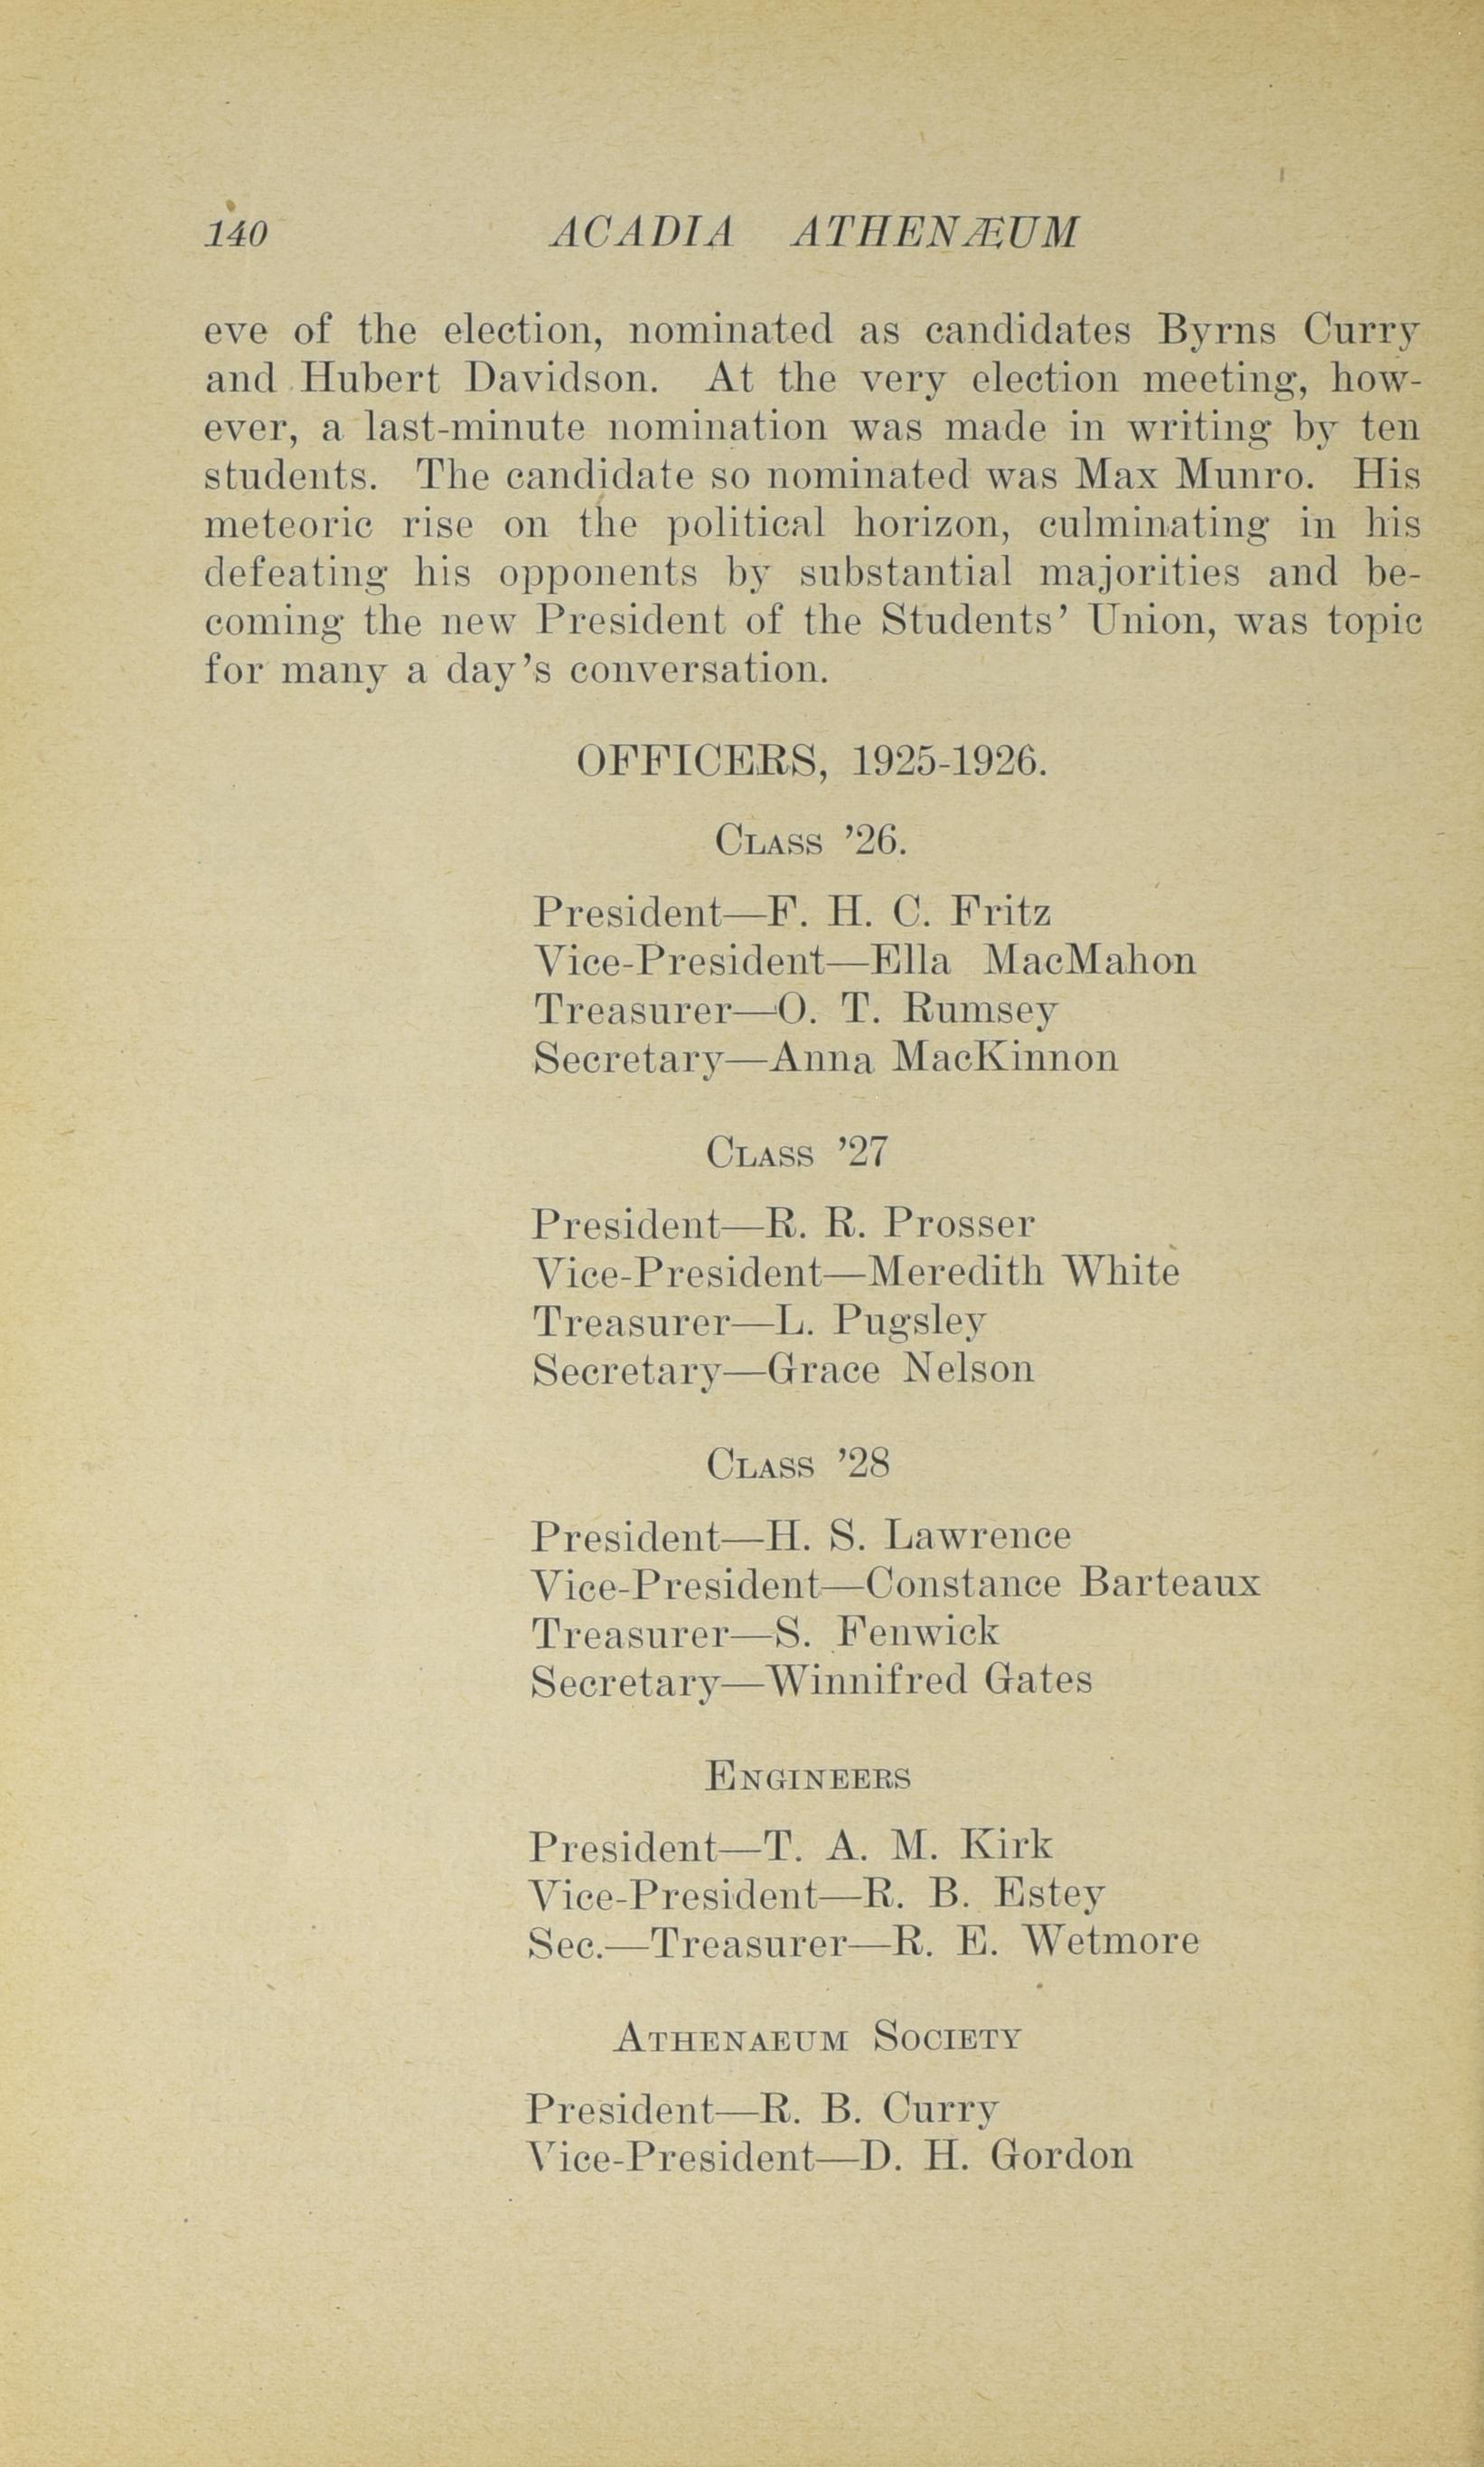 140 ACADIA ATHENÆUM
eve of the election, nominated as candidates Byrns Curry
and Hubert Davidson. At the very election meeting, how-
ever, a last-minute nomination was made in writing by ten
students. The candidate so nominated was Max Munro. His
meteoric rise on the political horizon, culminating in his
defeating his opponents by substantial majorities and be-
coming the new President of the Students' Union, was topic
for many a day's conversation.
OFFICERS, 1925-1926.
CLASS '26.
President—F. H. C. Fritz
Vice-President—Ella MacMahon
Treasurer—O. T. Rumsey
Secretary—Anna MacKinnon
CLASS '27
President—R. R. Prosser
Vice-President—Meredith White
Treasurer—L. Pugsley
Secretary—Grace Nelson
CLASS '28
President—H. S. Lawrence
Vice-President—Constance Barteaux
Treasurer—S. Fenwick
Secretary—Winnifred Gates
ENGINEERS
President—T. A. M. Kirk
Vice-President—R. B. Estey
Sec.—Treasurer—R. E. Wetmore
ATHENAEUM SOCIETY
President—R. B. Curry
Vice-President—D. H. Gordon